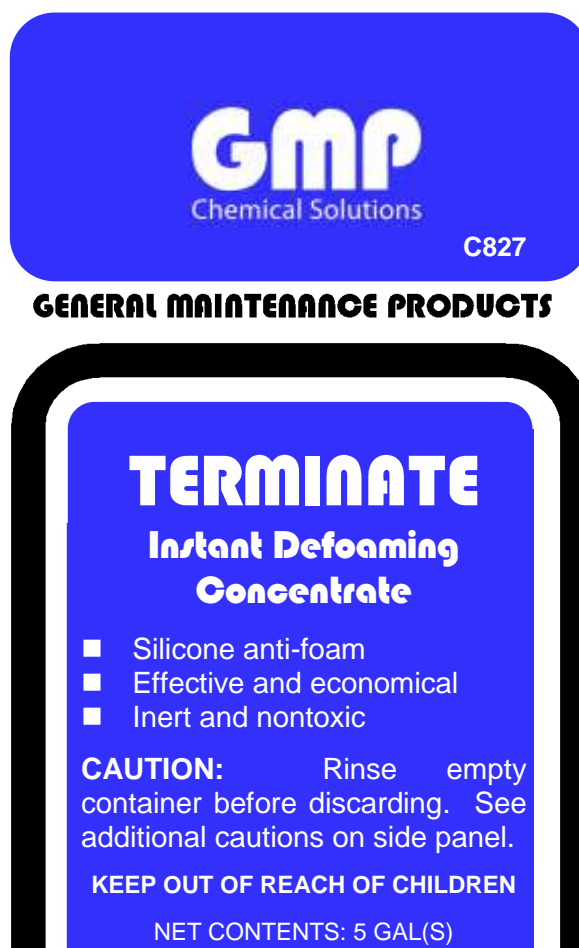 GMP
Chemical Solutions
C827
GENERAL MAINTENANCE PRODUCTS
TERMINATE
Instant Defoaming
Concentrate
Silicone anti-foam
Effective and economical
Inert and nontoxic
CAUTION: Rinse empty
container before discarding. See
additional cautions on side panel.
KEEP OUT OF REACH OF CHILDREN
NET CONTENTS: 5 GAL(S)